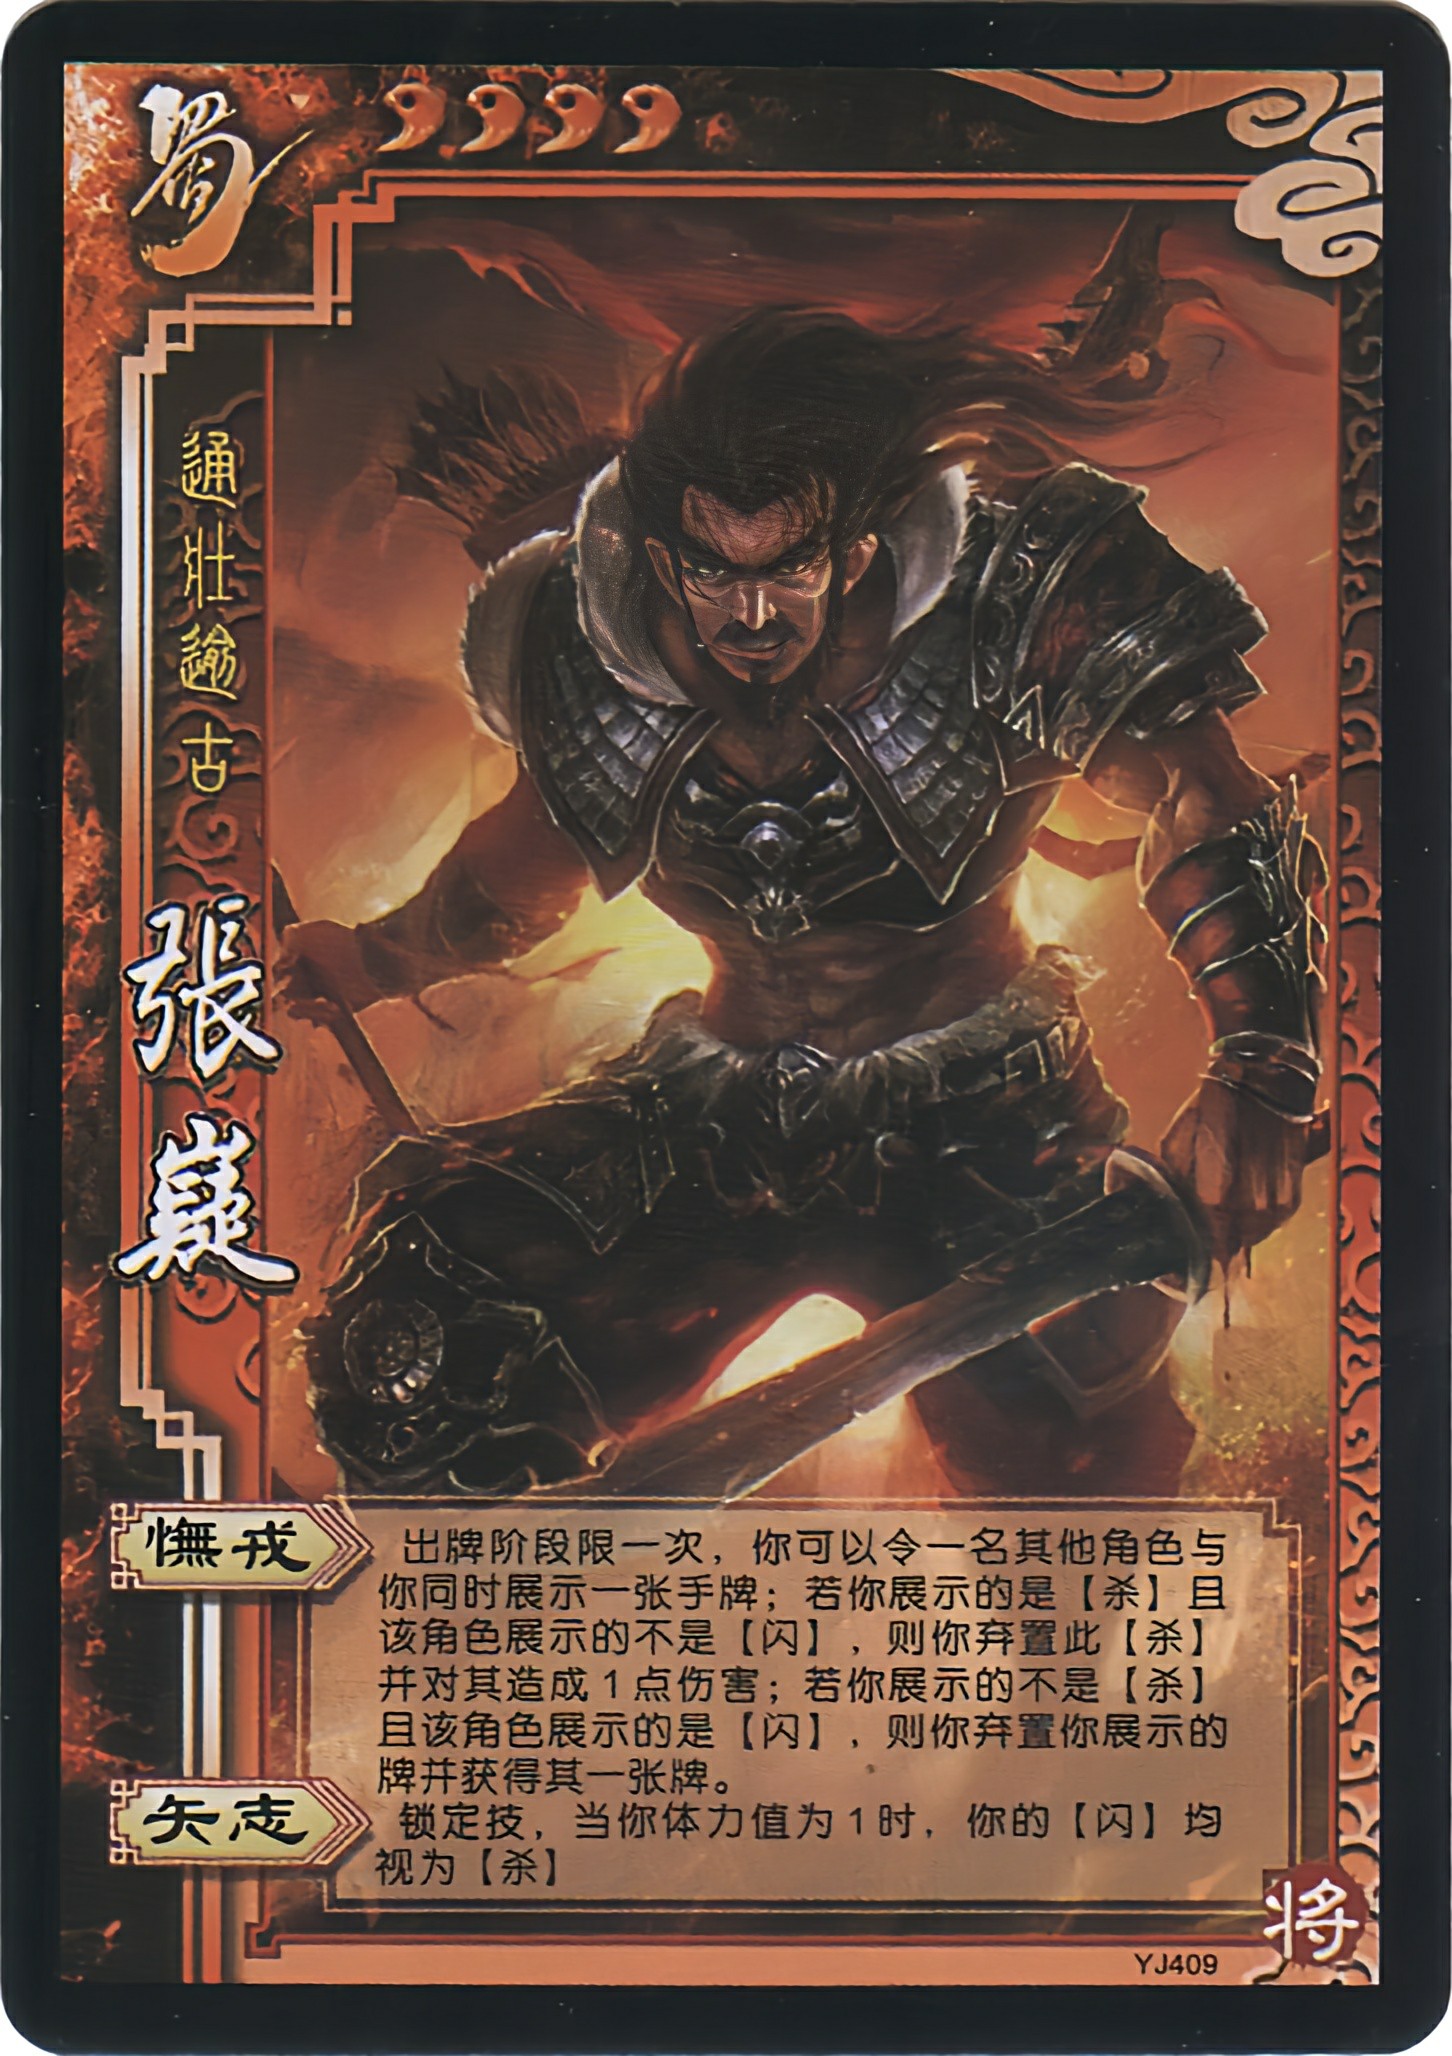 蜀
通壯逾古
張嶷
憮戎
出牌阶段限一次，你可以令一名其他角色与
你同时展示一张手牌；若你展示的是【杀】且
该角色展示的不是【闪】，则你弃置此【杀】
并对其造成1点伤害；若你展示的不是【杀】
且该角色展示的是【闪】，则你弃置你展示的
牌并获得其一张牌。
矢志
锁定技，当你体力值为1时，你的【闪】均
视为【杀】
YJ409
将